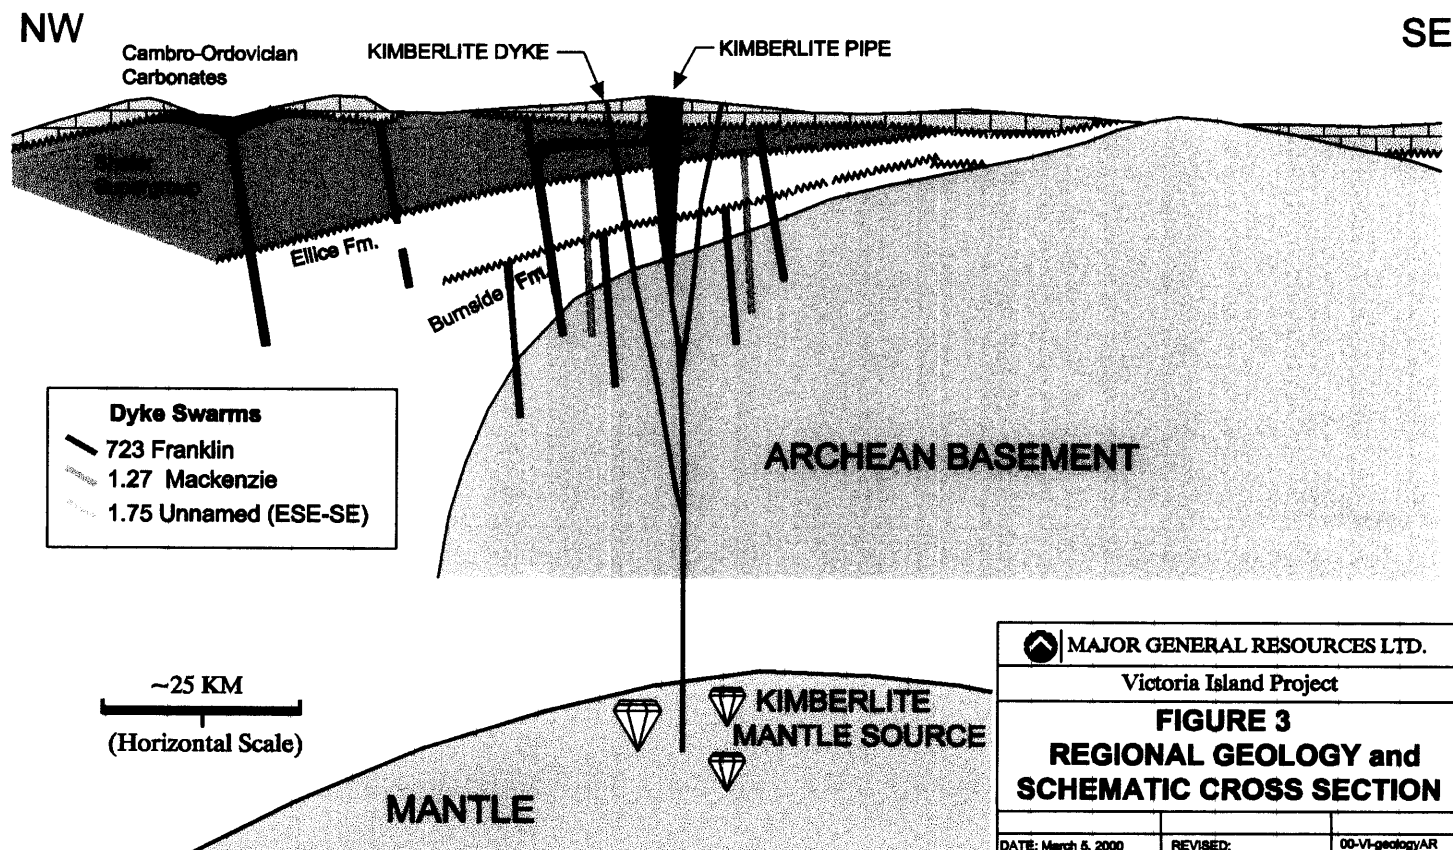 NW
SE
Cambro-Ordovician
Carbonates
KIMBERLITE DYKE
KIMBERLITE PIPE
Supergroup
Ellice Fm.
Burnside Fm.
Dyke Swarms
723 Franklin
1.27 Mackenzie
1.75 Unnamed (ESE-SE)
ARCHEAN BASEMENT
~25 KM
(Horizontal Scale)
KIMBERLITE
MANTLE SOURCE
MANTLE
MAJOR GENERAL RESOURCES LTD.
Victoria Island Project
FIGURE 3
REGIONAL GEOLOGY and
SCHEMATIC CROSS SECTION
DATE: March 5, 2000
REVISED:
00-VI-geologyAR